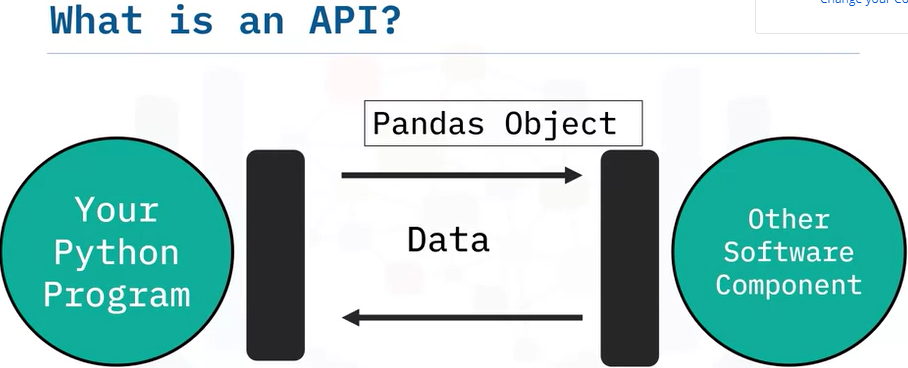 What is an API?
Pandas Object
Your
Python
Program
Data
Other
Software
Component